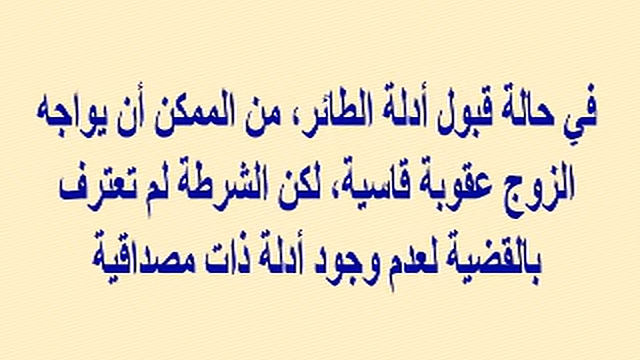 في حالة قبول أدلة الطائر، من الممكن أن يواجه
الزوج عقوبة قاسية، لكن الشرطة لم تعترف
بالقضية لعدم وجود أدلة ذات مصداقية